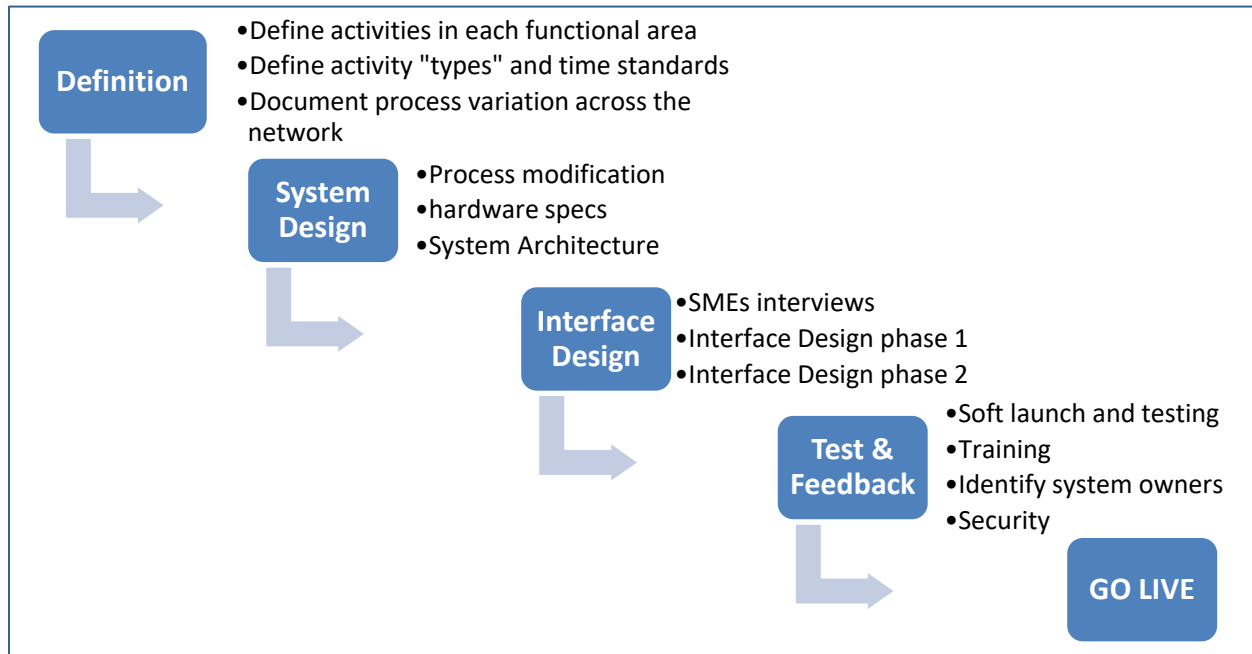 Definition
•Define activities in each functional area
•Define activity "types" and time standards
•Document process variation across the
network
System
Design
•Process modification
•hardware specs
•System Architecture
Interface
Design
•SMEs interviews
•Interface Design phase 1
•Interface Design phase 2
Test &
Feedback
•Soft launch and testing
•Training
•Identify system owners
•Security
GO LIVE